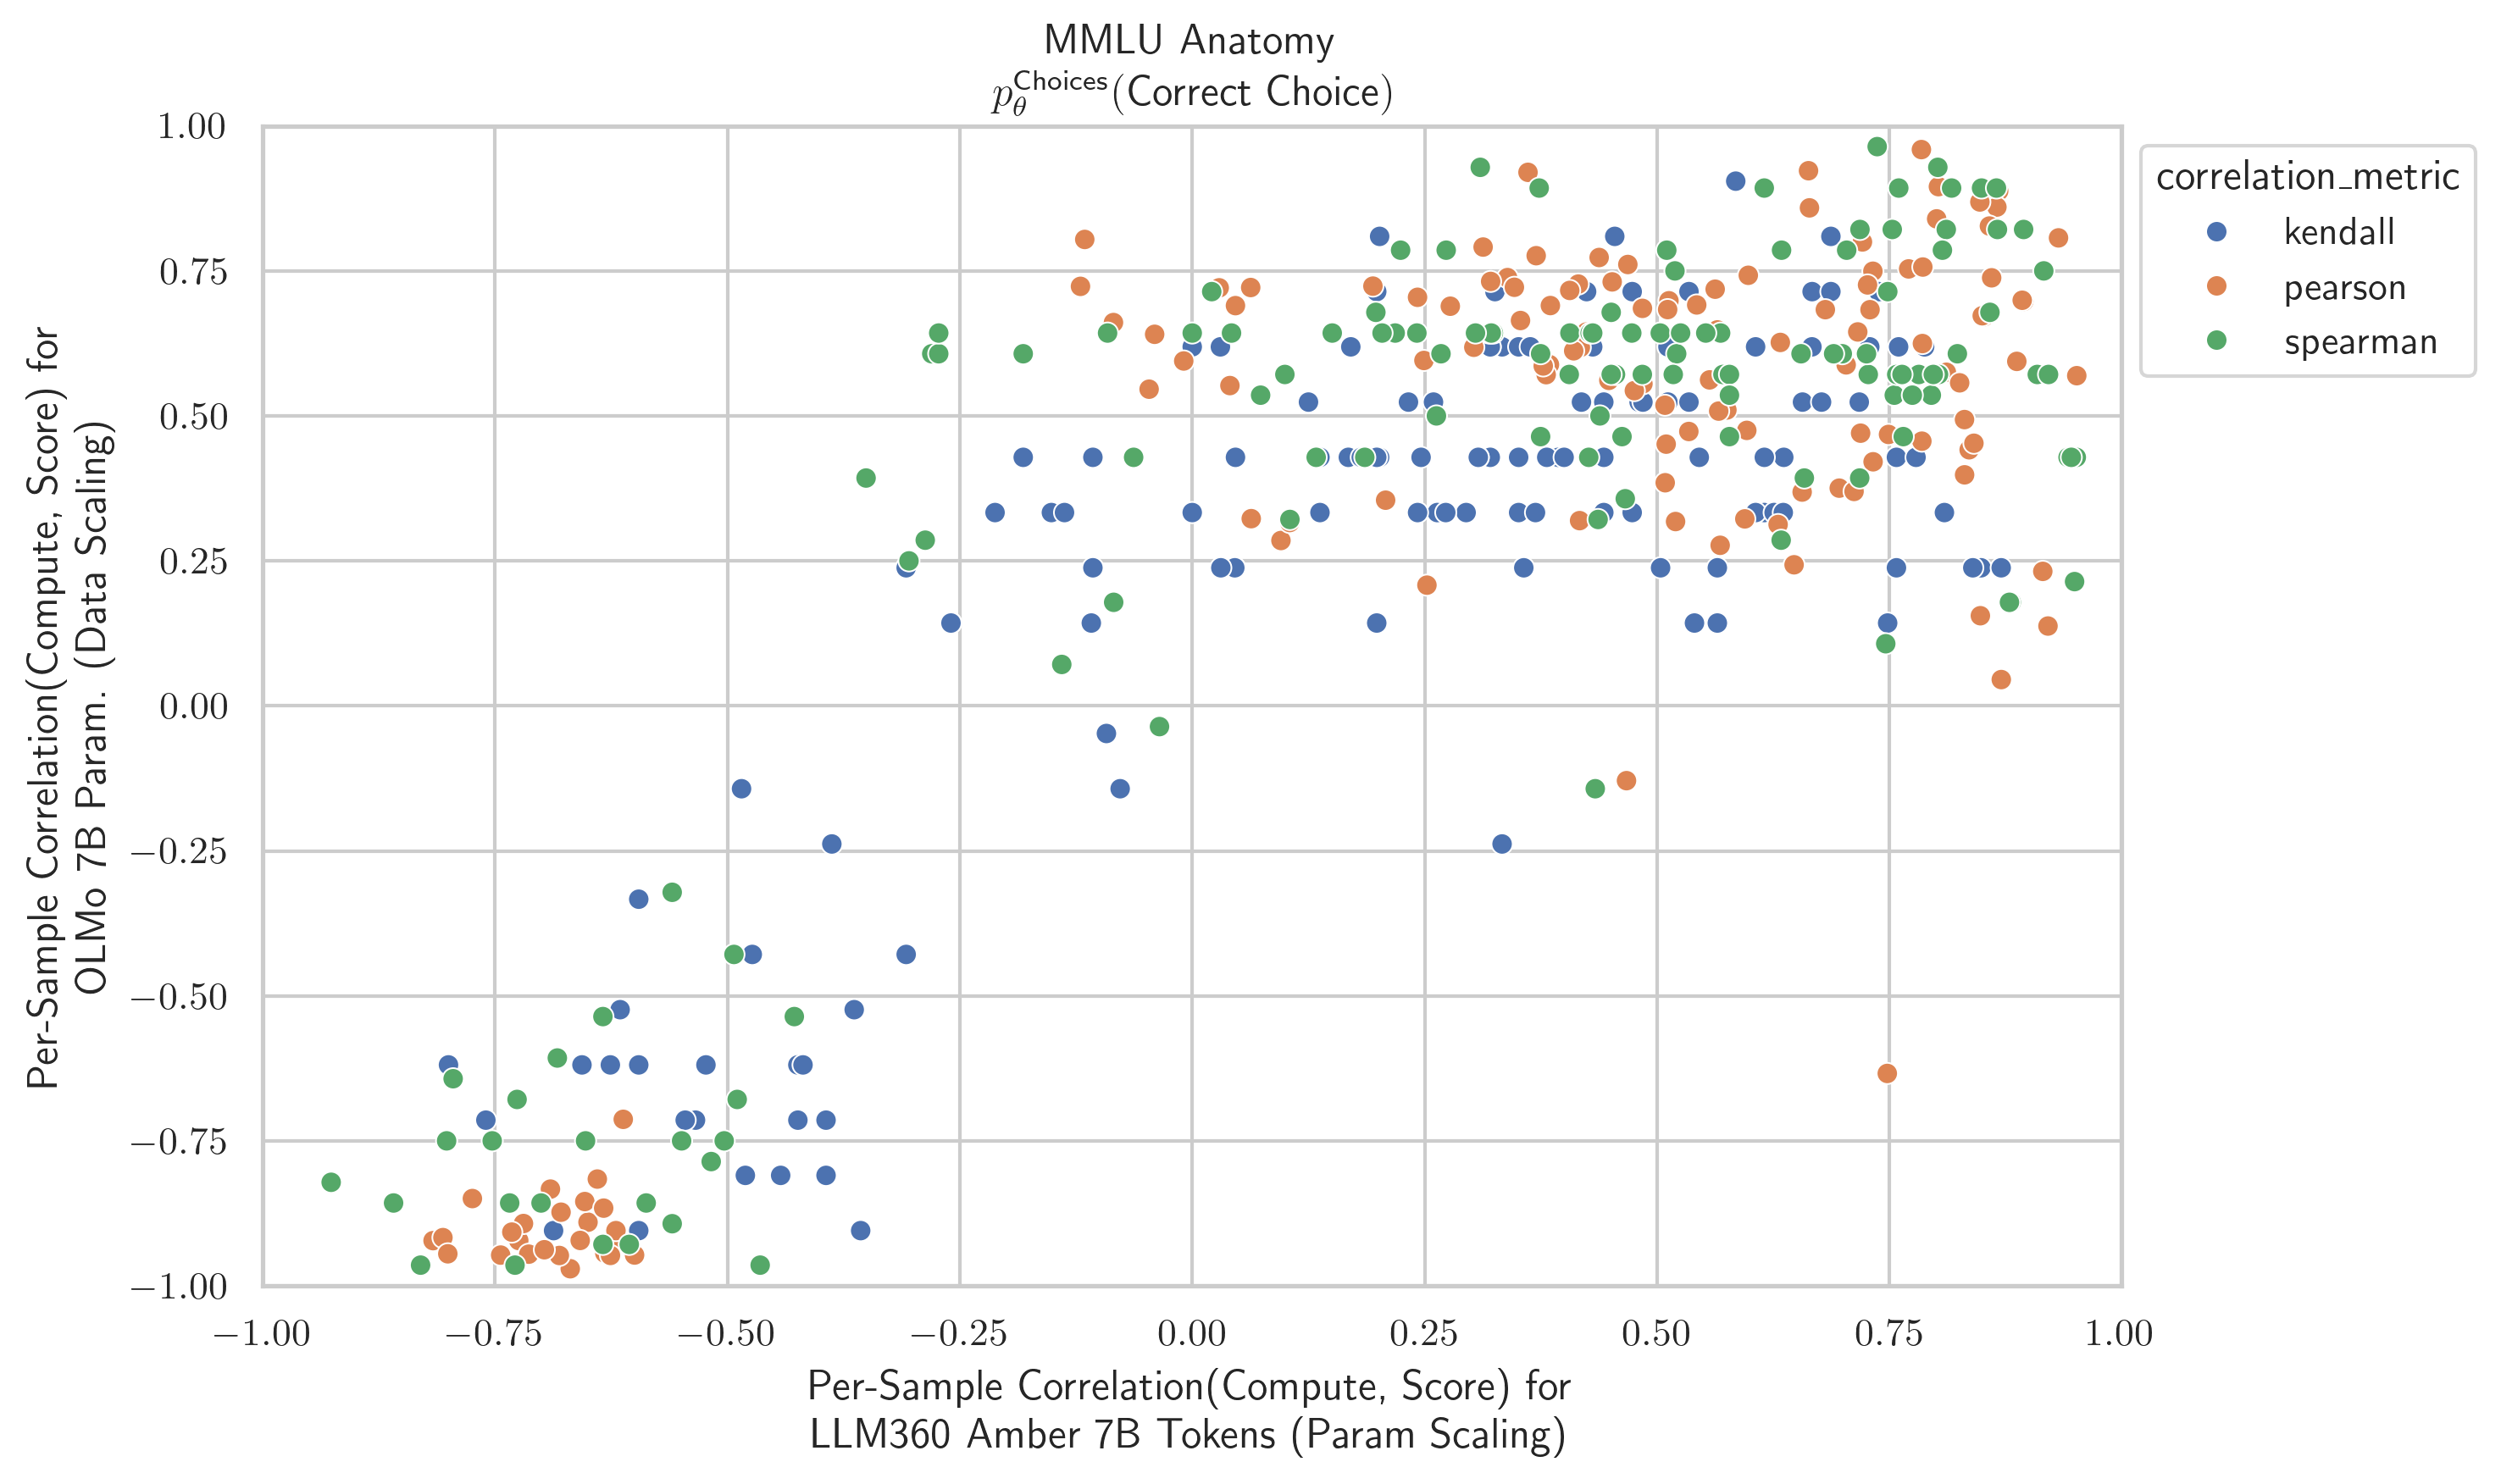 MMLU Anatomy
p_θ^Choices(Correct Choice)
1.00
0.75
0.50
0.25
0.00
−0.25
−0.50
−0.75
−1.00
Per-Sample Correlation(Compute, Score) for
OLMo 7B Param. (Data Scaling)
correlation_metric
kendall
pearson
spearman
−1.00 −0.75 −0.50 −0.25 0.00 0.25 0.50 0.75 1.00
Per-Sample Correlation(Compute, Score) for
LLM360 Amber 7B Tokens (Param Scaling)